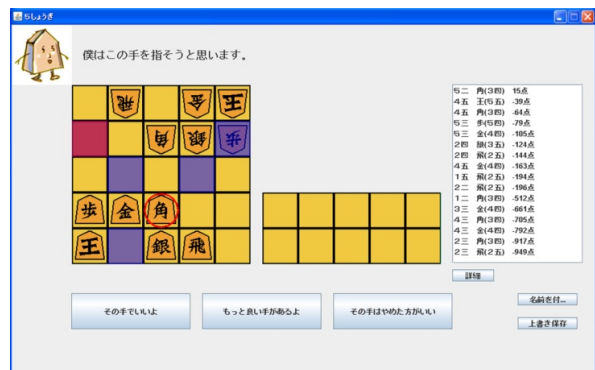 5しょうぎ
僕はこの手を指そうと思います。
飛 金 王
角 銀 歩
歩 金 角
王 銀 飛
5二 角(3四) 15点
4五 王(5五) -39点
4五 角(3四) -64点
5三 歩(5四) -79点
5三 金(4四) -105点
2四 銀(3五) -124点
2四 飛(2五) -144点
4五 金(4四) -163点
1五 飛(2五) -194点
2二 飛(2五) -196点
1二 角(3四) -512点
3三 金(4四) -661点
4三 角(3四) -705点
4三 金(4四) -792点
2三 角(3四) -917点
2三 飛(2五) -949点
詳細
その手でいいよ
もっと良い手があるよ
その手はやめた方がいい
名前を付...
上書き保存